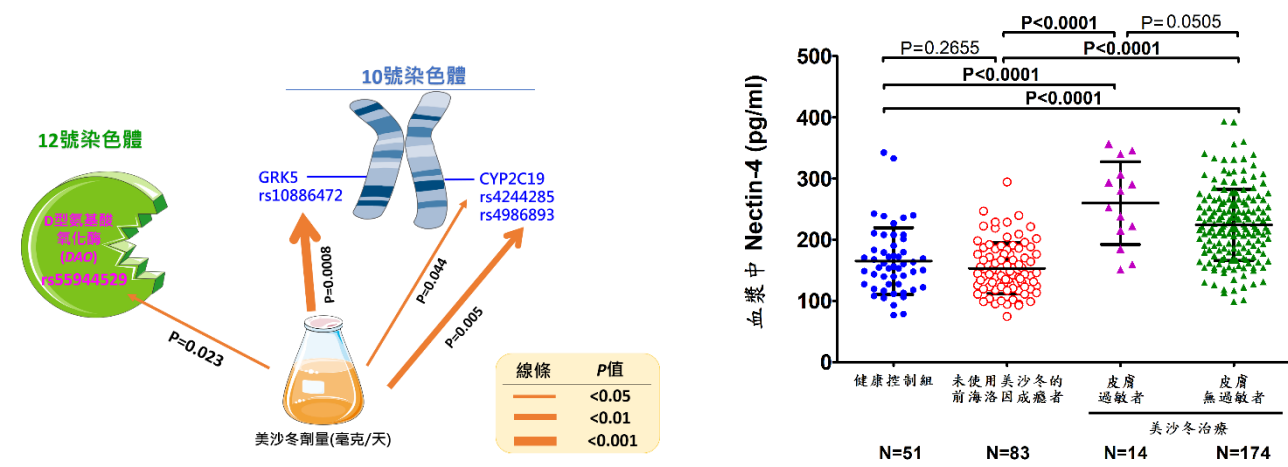 10號染色體
12號染色體
GRK5
rs10886472
CYP2C19
rs4244285
rs4986893
D型氨基酸
氧化酶
(DAO)
rs55944529
P=0.0008
P=0.044
P=0.005
P=0.023
美沙冬劑量(毫克/天)
線條 P值
<0.05
<0.01
<0.001
P<0.0001 P=0.0505
P=0.2655 P<0.0001
P<0.0001
P<0.0001
血漿中 Nectin-4 (pg/ml)
500
400
300
200
100
0
健康控制組
未使用美沙冬的
前海洛因成癮者
皮膚
過敏者
皮膚
無過敏者
美沙冬治療
N=51 N=83 N=14 N=174